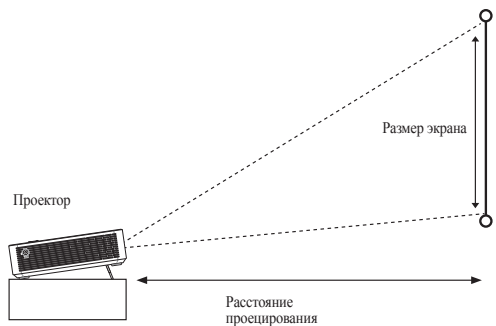 Размер экрана
Проектор
Расстояние
проецирования